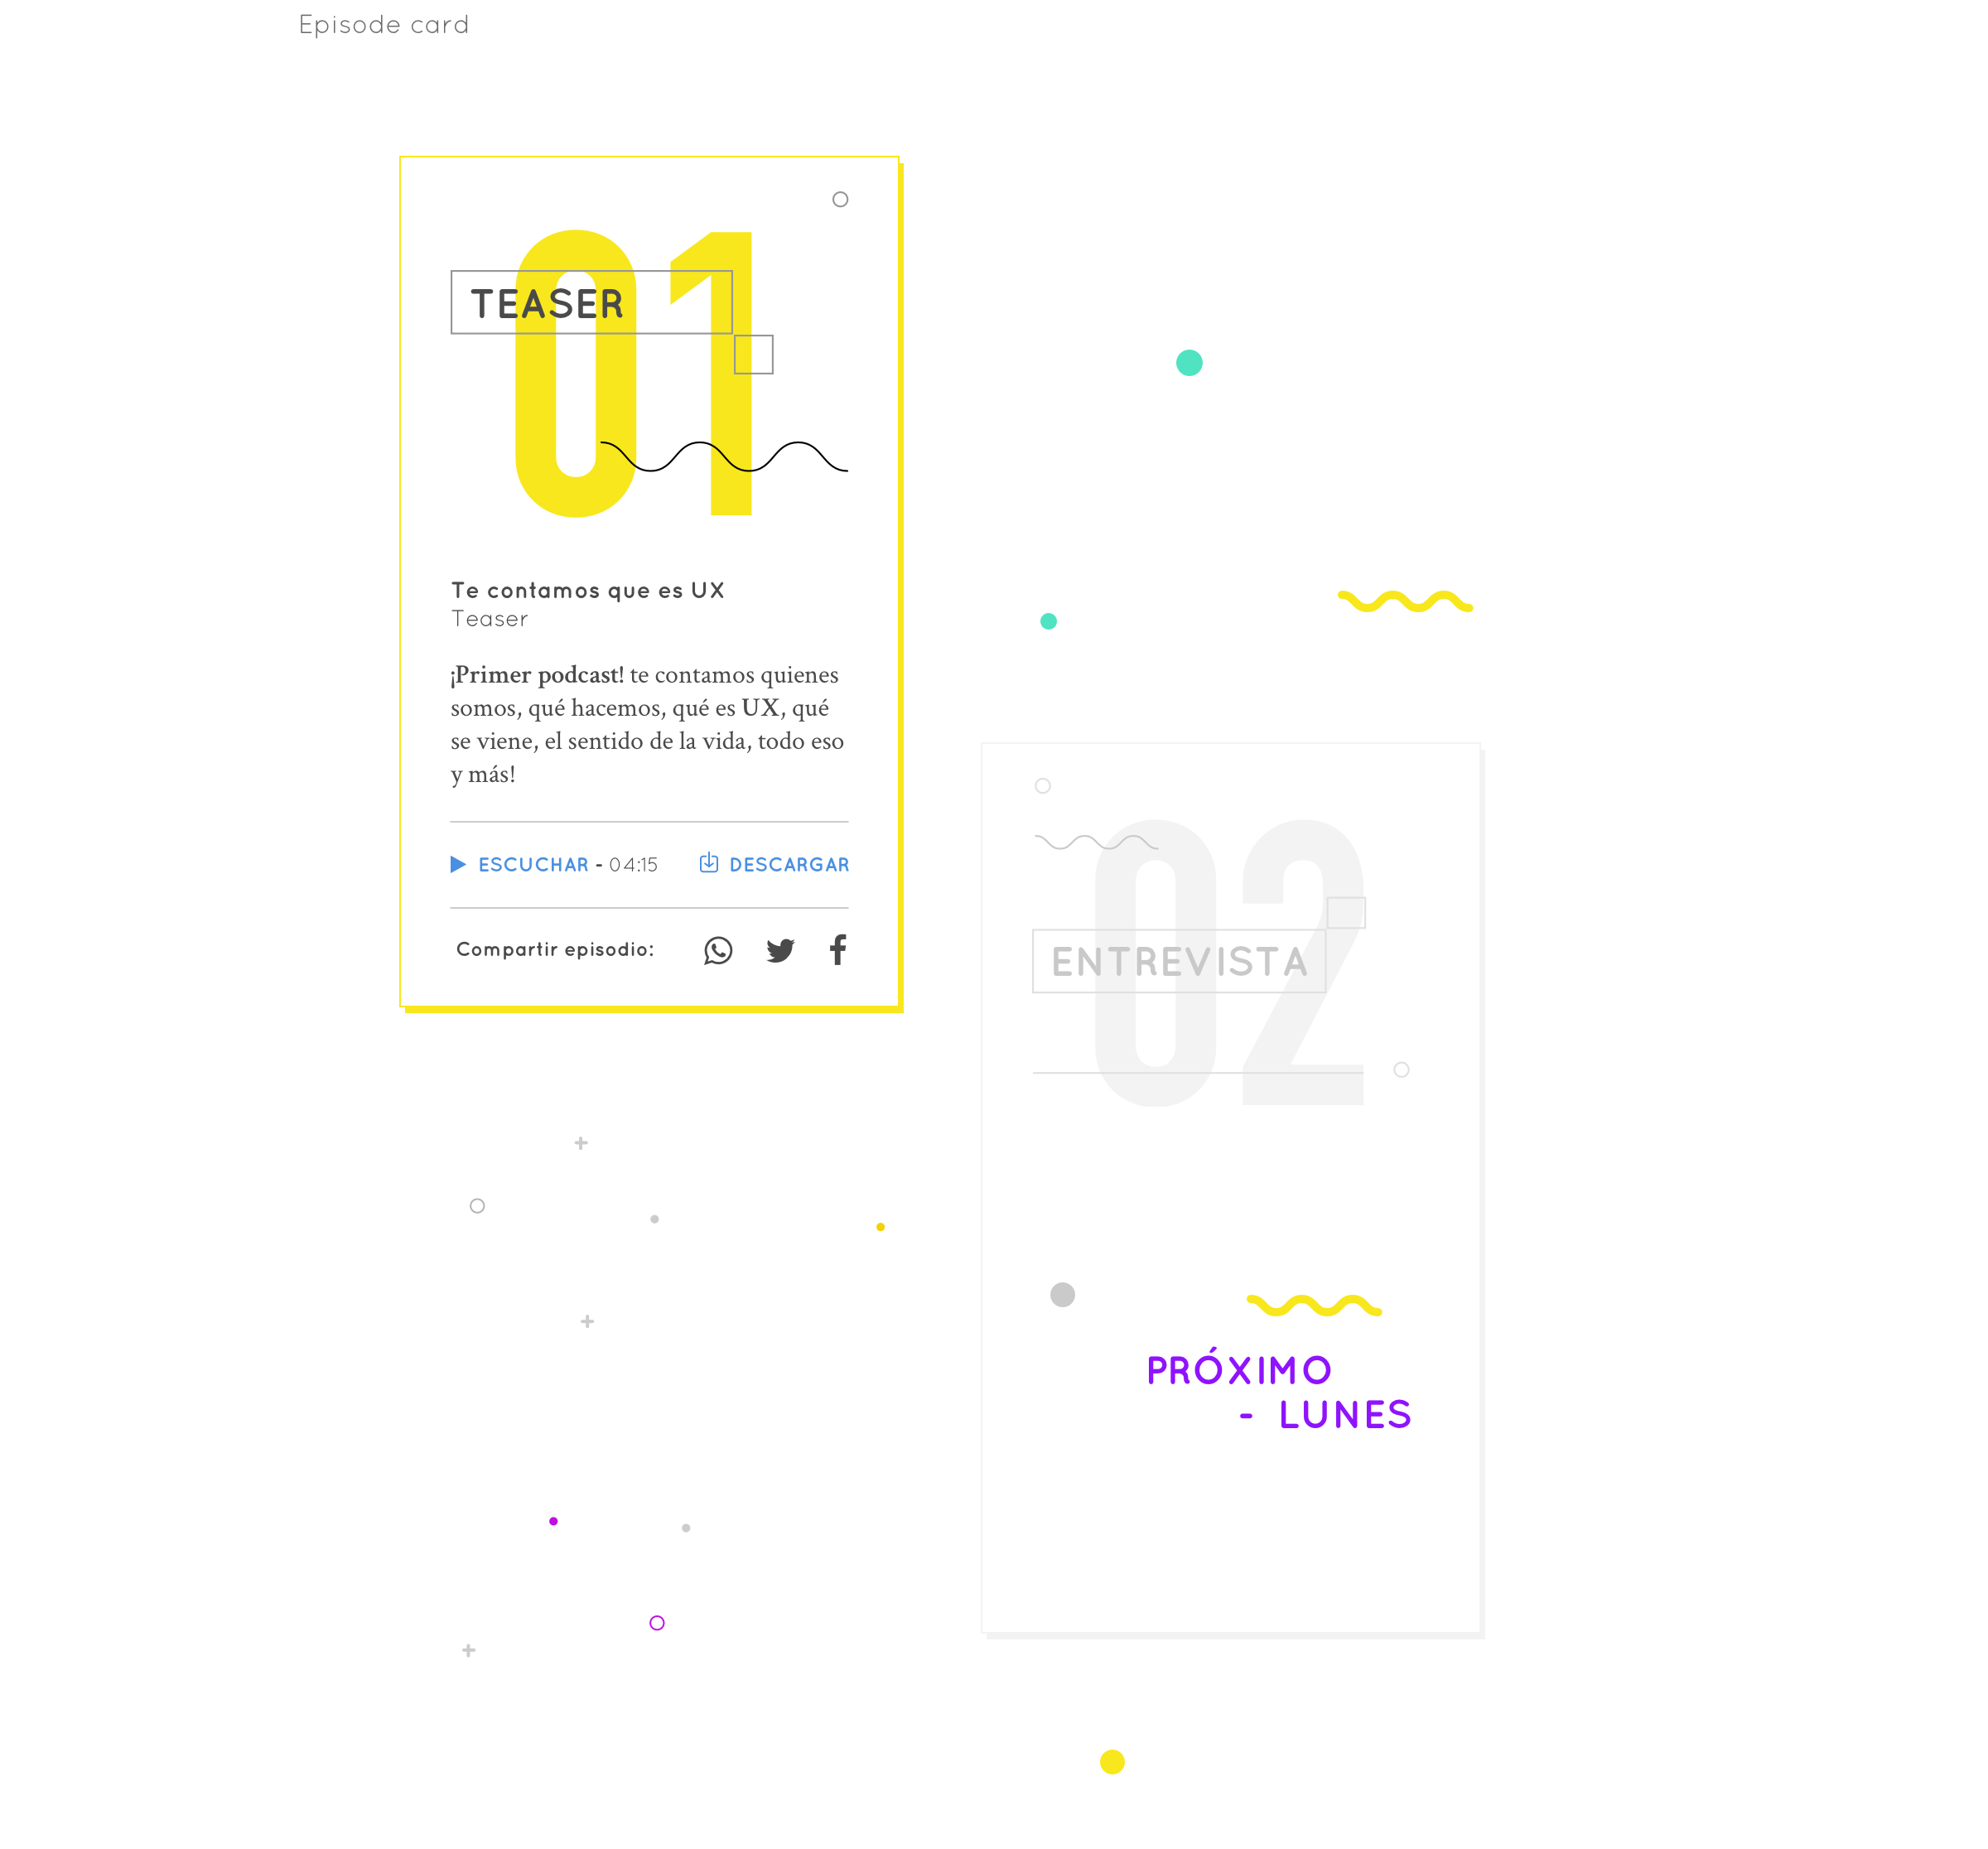 Episode card
01
TEASER
Te contamos que es UX
Teaser
¡Primer podcast! te contamos quienes
somos, qué hacemos, qué es UX, qué
se viene, el sentido de la vida, todo eso
y más!
ESCUCHAR - 04:15 DESCARGAR
Compartir episodio:
02
ENTREVISTA
PRÓXIMO
- LUNES